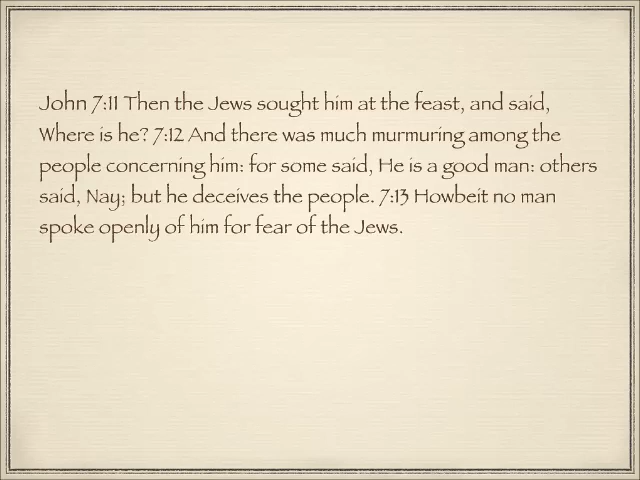 John 7:11 Then the Jews sought him at the feast, and said,
Where is he? 7:12 And there was much murmuring among the
people concerning him: for some said, He is a good man: others
said, Nay; but he deceives the people. 7:13 Howbeit no man
spoke openly of him for fear of the Jews.